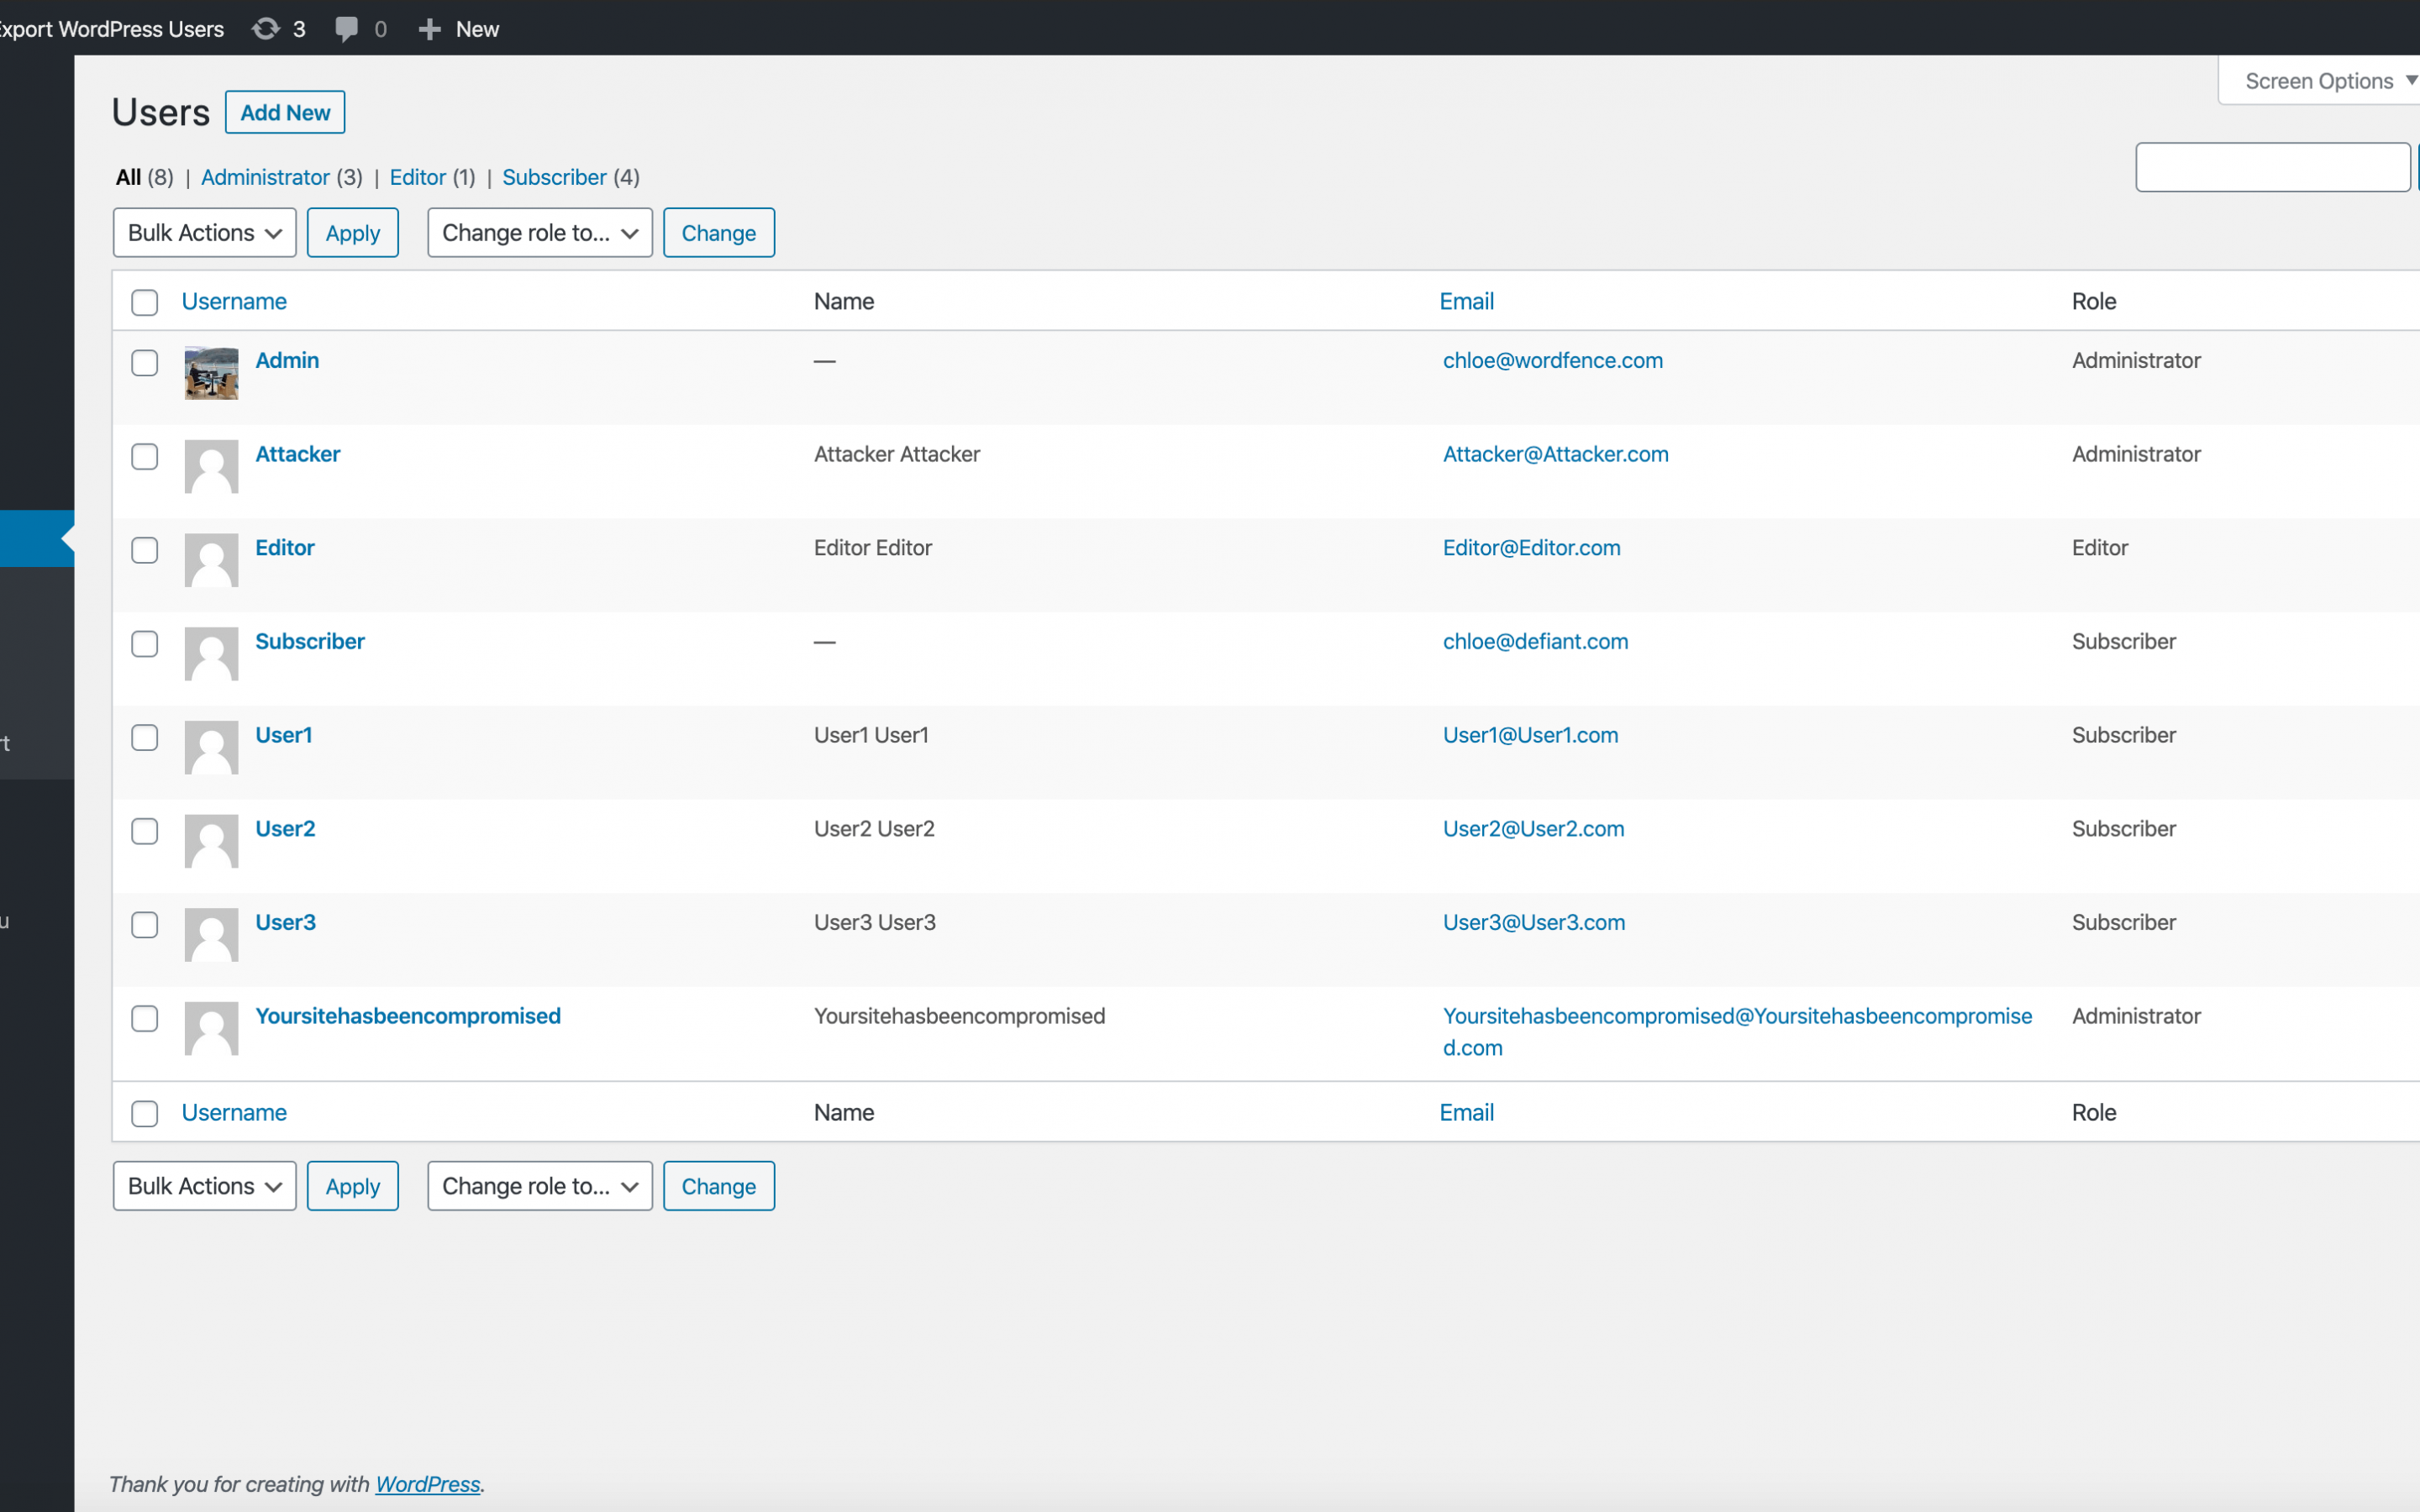 xport WordPress Users 3 0 New
Screen Options
Users Add New
All (8) | Administrator (3) | Editor (1) | Subscriber (4)
Bulk Actions Apply Change role to... Change
Username Name Email Role
Admin — chloe@wordfence.com Administrator
Attacker Attacker Attacker Attacker@Attacker.com Administrator
Editor Editor Editor Editor@Editor.com Editor
Subscriber — chloe@defiant.com Subscriber
User1 User1 User1 User1@User1.com Subscriber
rt
User2 User2 User2 User2@User2.com Subscriber
User3 User3 User3 User3@User3.com Subscriber
u
Yoursitehasbeencompromised Yoursitehasbeencompromised Yoursitehasbeencompromised@Yoursitehasbeencompromise Administrator
d.com
Username Name Email Role
Bulk Actions Apply Change role to... Change
Thank you for creating with WordPress.